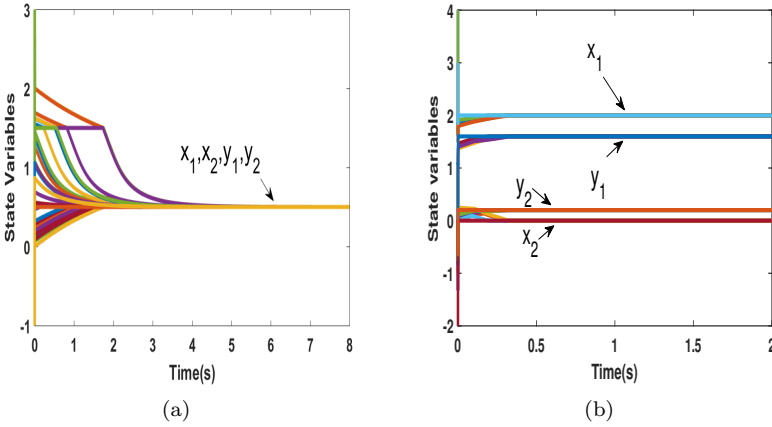 3
2
1
0
-1
State Variables
x1,x2,y1,y2
0 1 2 3 4 5 6 7 8
Time(s)
(a)
4
3
2
1
0
-1
-2
State variables
x1
y1
y2
x2
0 0.5 1 1.5 2
Time(s)
(b)